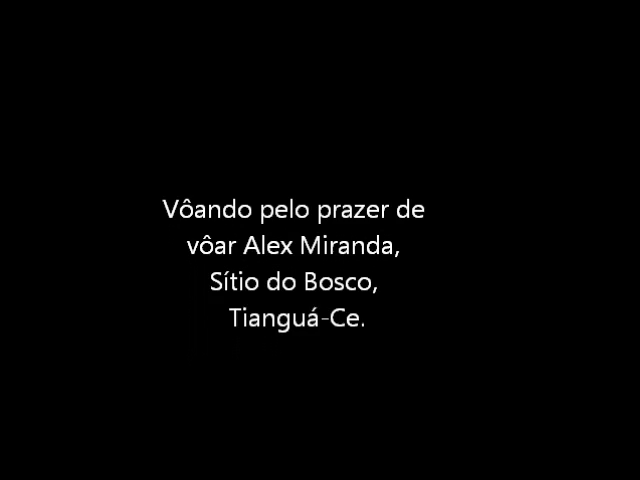 Vôando pelo prazer de
vôar Alex Miranda,
Sítio do Bosco,
Tianguá-Ce.